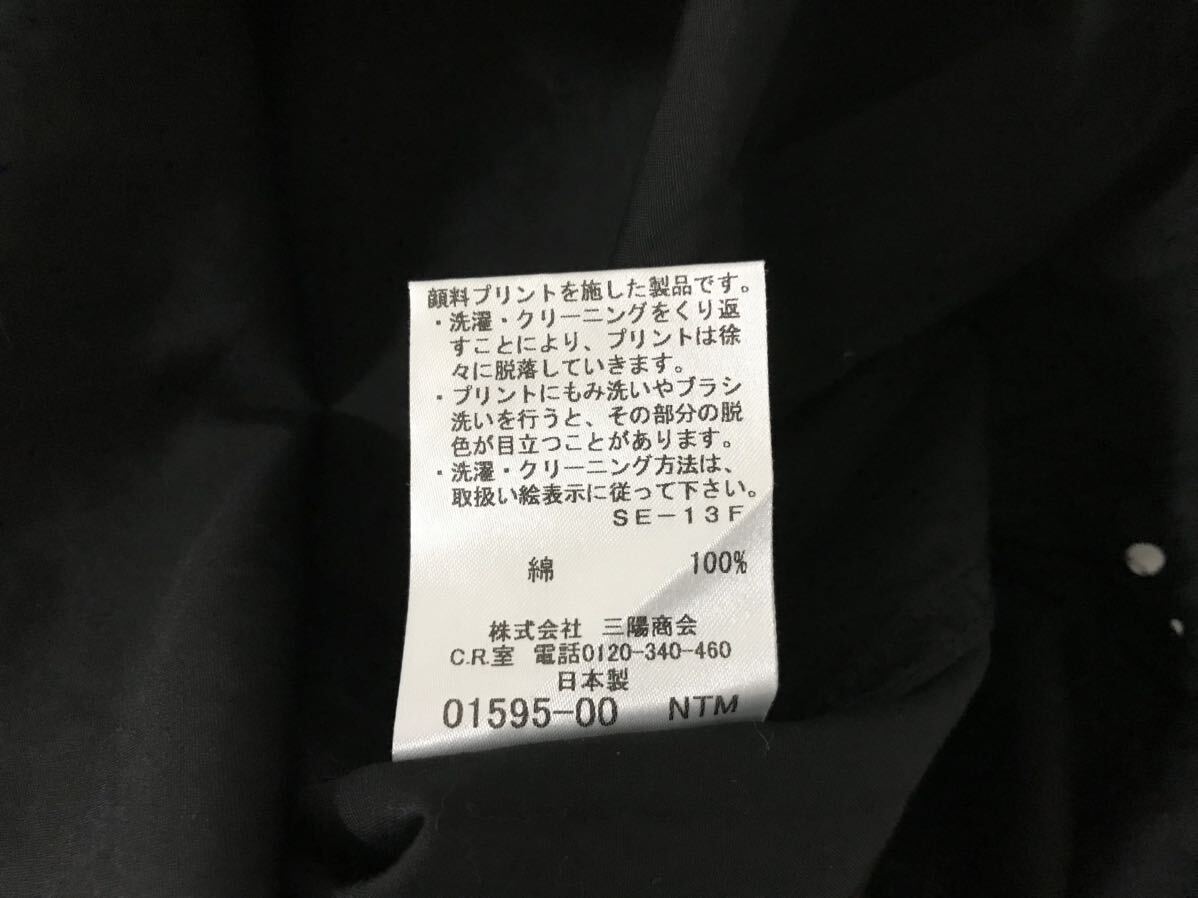 顔料プリントを施した製品です。
・洗濯・クリーニングをくり返
すことにより、プリントは徐
々に脱落していきます。
・プリントにもみ洗いやブラシ
洗いを行うと、その部分の脱
色が目立つことがあります。
・洗濯・クリーニング方法は、
取扱い絵表示に従って下さい。
SE-13F
綿 100%
株式会社 三陽商会
C.R.室 電話0120-340-460
日本製
01595-00 NTM